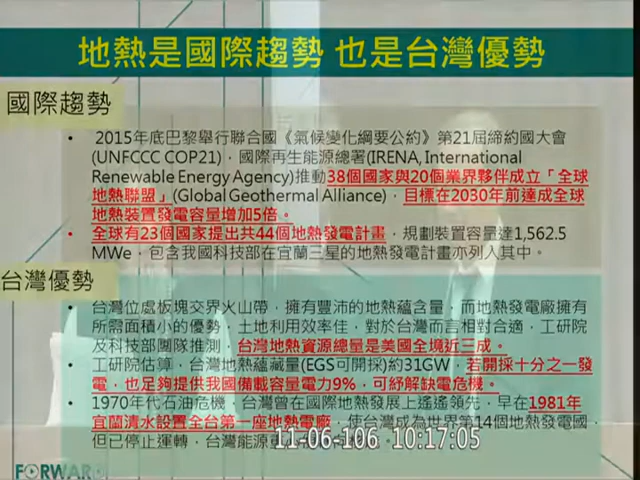 地熱是國際趨勢 也是台灣優勢
國際趨勢
• 2015年底巴黎舉行聯合國《氣候變化綱要公約》第21屆締約國大會
(UNFCCC COP21)，國際再生能源總署(IRENA, International
Renewable Energy Agency)推動38個國家與20個業界夥伴成立「全球
地熱聯盟」(Global Geothermal Alliance)，目標在2030年前達成全球
地熱裝置發電容量增加5倍。
• 全球有23個國家提出共44個地熱發電計畫，規劃裝置容量達1,562.5
MWe，包含我國科技部在宜蘭三星的地熱發電計畫亦列入其中。
台灣優勢
• 台灣位處板塊交界火山帶，擁有豐沛的地熱蘊含量，而地熱發電廠擁有
所需面積小的優勢，土地利用效率佳，對於台灣而言相對合適，工研院
及科技部團隊推測，台灣地熱資源總量是美國全境近三成。
• 工研院估算，台灣地熱蘊藏量(EGS可開採)約31GW，若開採十分之一發
電，也足夠提供我國備載容量電力9%，可紓解缺電危機。
• 1970年代石油危機，台灣曾在國際地熱發展上遙遙領先，早在1981年
宜蘭清水設置全台第一座地熱電廠，使台灣成為世界第14個地熱發電國，
但已停止運轉，台灣能源重
11-06-106 10:17:05
FORWARD